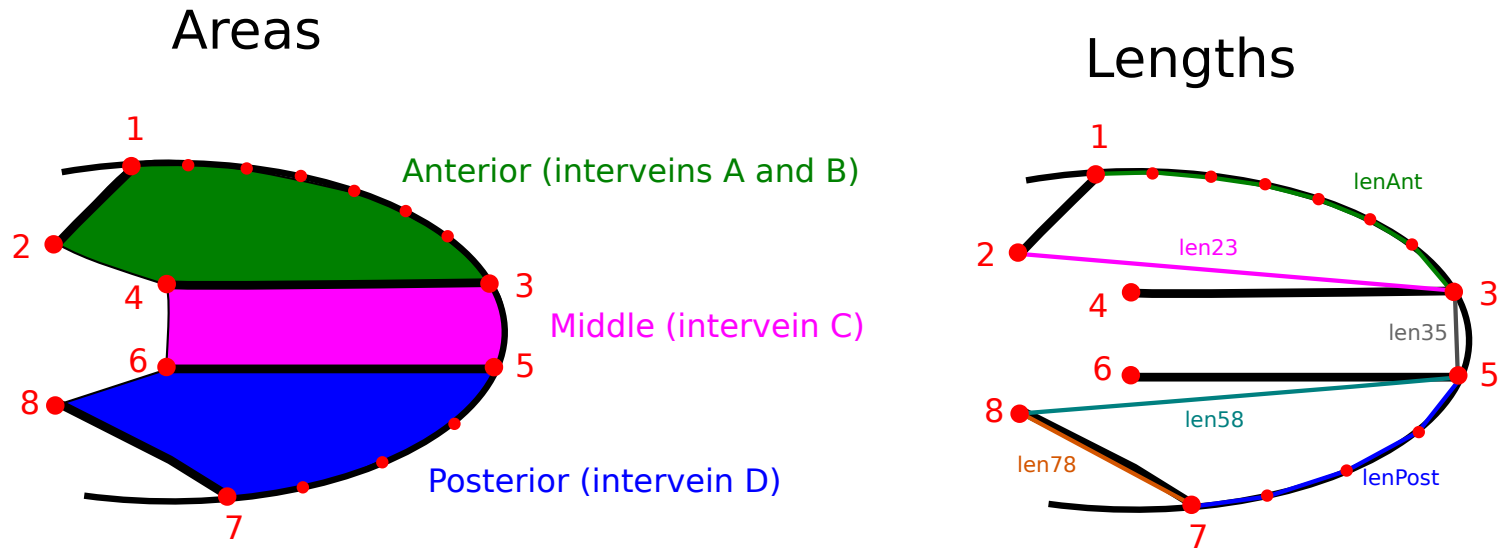 Areas
1
Anterior (interveins A and B)
2
4
3
Middle (intervein C)
6
5
8
Posterior (intervein D)
7
Lengths
1
lenAnt
2
len23
4
3
len35
6
5
8
len58
len78
lenPost
7